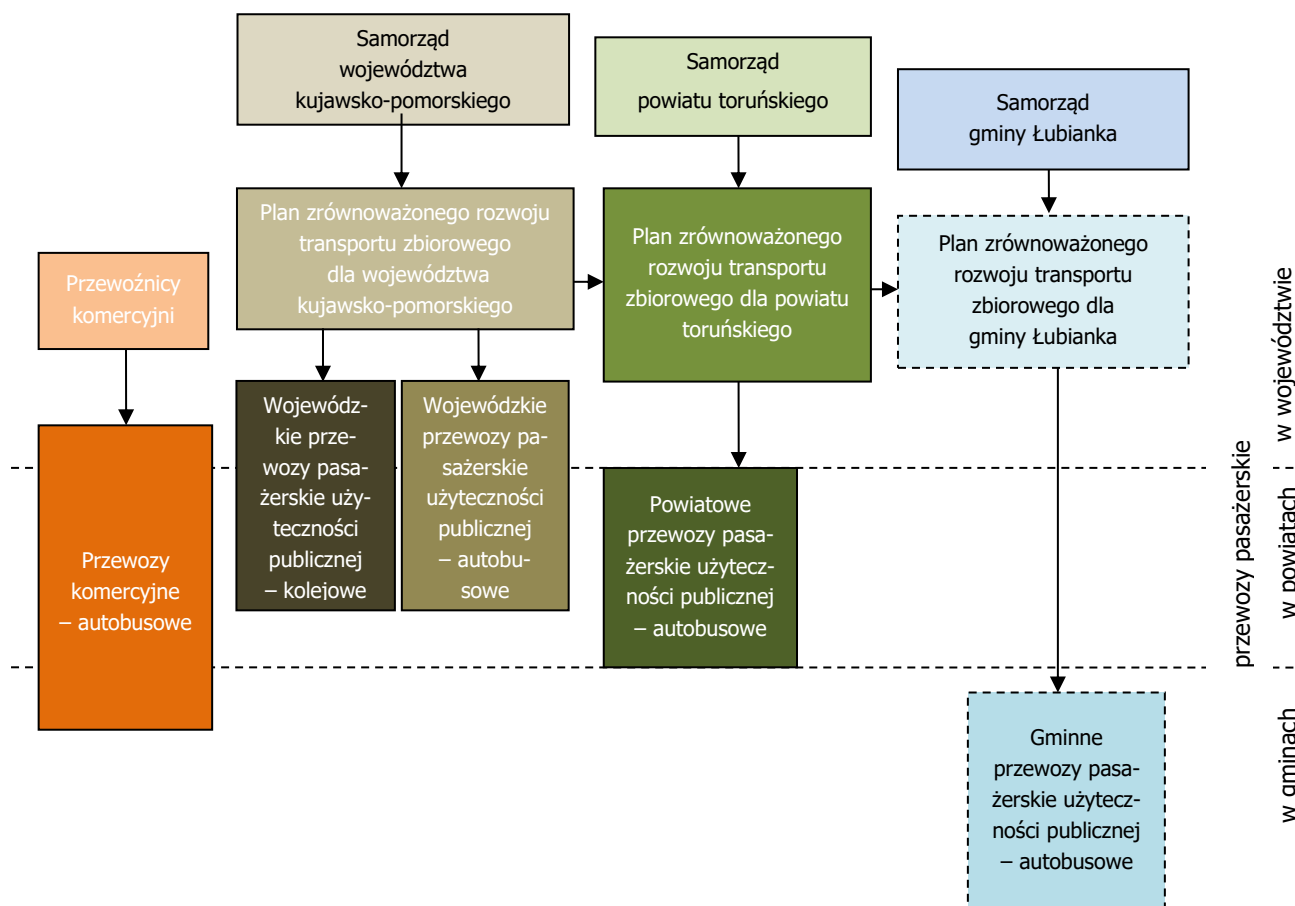 Samorząd
województwa
kujawsko-pomorskiego
Samorząd
powiatu toruńskiego
Samorząd
gminy Łubianka
Plan zrównoważonego rozwoju
transportu zbiorowego
dla województwa
kujawsko-pomorskiego
Plan zrównoważonego
rozwoju transportu
zbiorowego dla powiatu
toruńskiego
Plan zrównoważonego
rozwoju transportu
zbiorowego dla
gminy Łubianka
Przewoźnicy
komercyjni
Wojewódz-
kie prze-
wozy pasa-
żerskie uży-
teczności
publicznej
– kolejowe
Wojewódzkie
przewozy pa-
sażerskie
użyteczności
publicznej
– autobu-
sowe
Przewozy
komercyjne
– autobusowe
Powiatowe
przewozy pasa-
żerskie użytecz-
ności publicznej
– autobusowe
Gminne
przewozy pasa-
żerskie użytecz-
ności publicznej
– autobusowe
przewozy pasażerskie
w województwie
w powiatach
w gminach